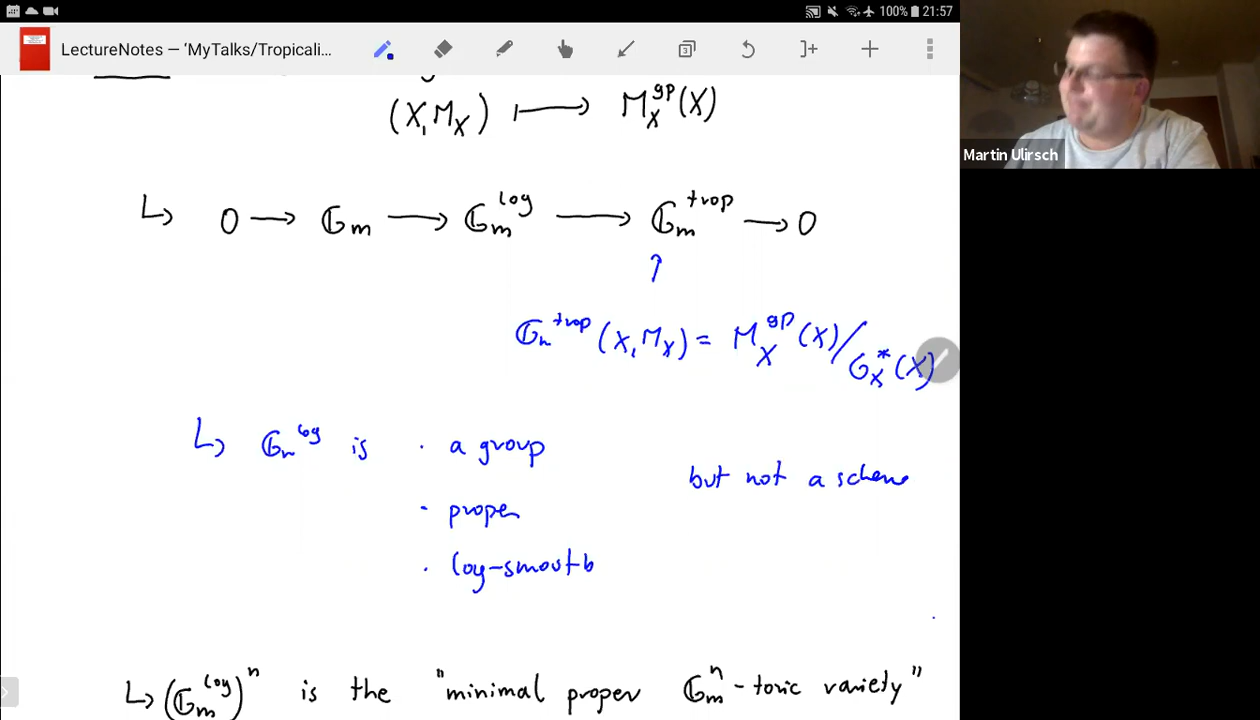 100% 21:57
LectureNotes – 'MyTalks/Tropicali...
(X, M_X) ⟼ M_X^{gp}(X)
↳ 0 ⟶ 𝔾_m ⟶ 𝔾_m^{log} ⟶ 𝔾_m^{trop} ⟶ 0
↑
𝔾_m^{trop}(X, M_X) = M_X^{gp}(X) / 𝒪_X^*(X)
↳ 𝔾_m^{log} is · a group
but not a scheme
· proper
· log-smooth
↳ (𝔾_m^{log})^n is the "minimal proper 𝔾_m^n-toric variety"
Martin Ulirsch